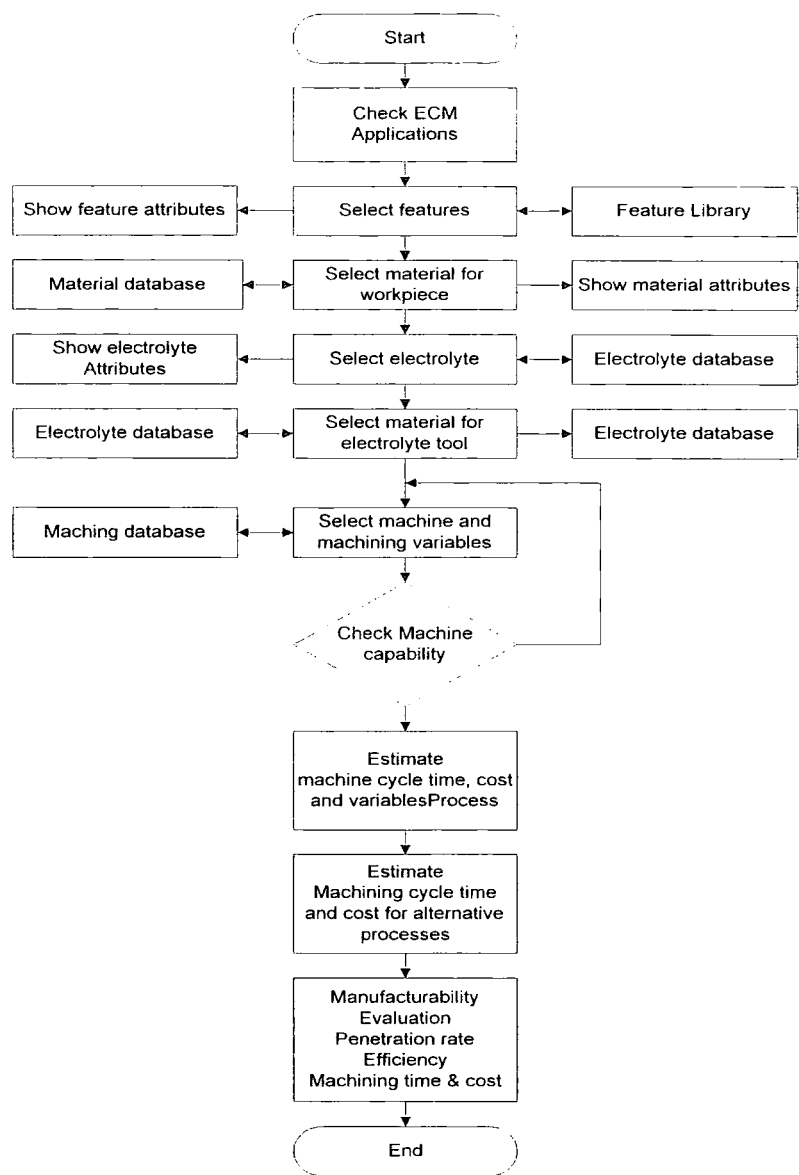 Start
Check ECM
Applications
Show feature attributes
Select features
Feature Library
Material database
Select material for
workpiece
Show material attributes
Show electrolyte
Attributes
Select electrolyte
Electrolyte database
Electrolyte database
Select material for
electrolyte tool
Electrolyte database
Maching database
Select machine and
machining variables
Check Machine
capability
Estimate
machine cycle time, cost
and variablesProcess
Estimate
Machining cycle time
and cost for alternative
processes
Manufacturability
Evaluation
Penetration rate
Efficiency
Machining time & cost
End